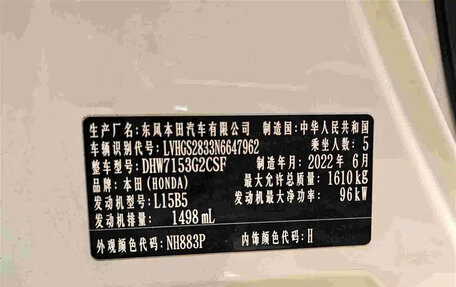 生产厂名：东风本田汽车有限公司 制造国：中华人民共和国
车辆识别代号：LVHGS2833N6647962 乘坐人数：5
整车型号：DHW7153G2CSF 制造年月：2022年6月
品牌：本田(HONDA) 最大允许总质量：1610kg
发动机型号：L15B5 发动机最大净功率：96kW
发动机排量：1498mL
外观颜色代码：NH883P 内饰颜色代码：H